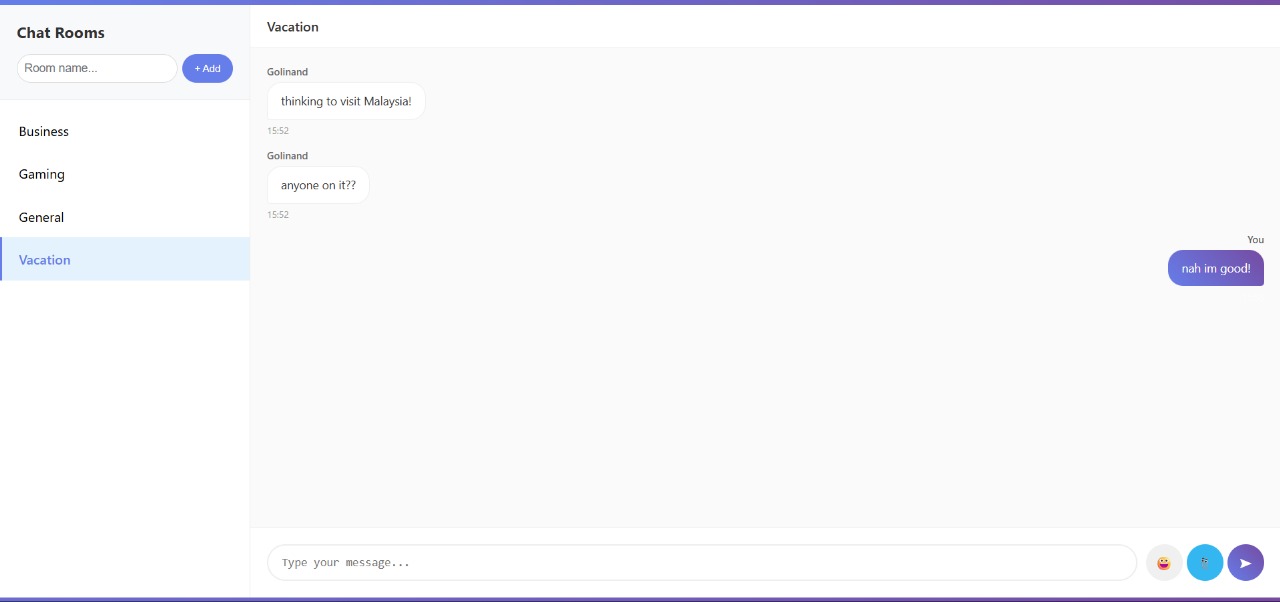 Chat Rooms
Room name...
+ Add
Business
Gaming
General
Vacation
Vacation
Golinand
thinking to visit Malaysia!
15:52
Golinand
anyone on it??
15:52
You
nah im good!
Type your message...